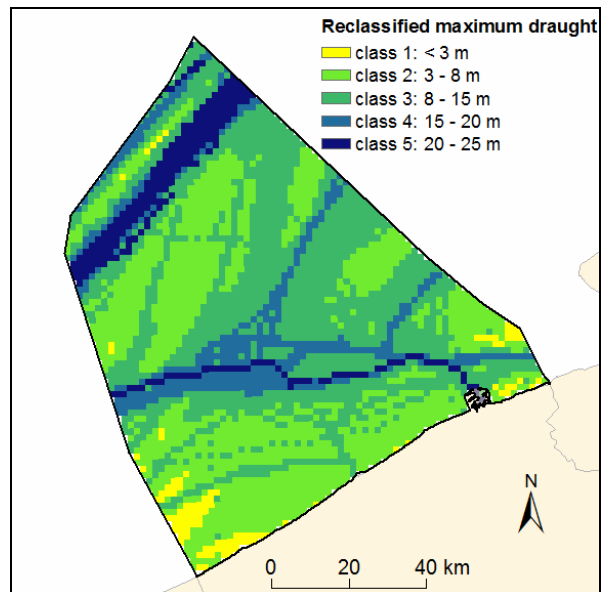 Reclassified maximum draught
class 1: < 3 m
class 2: 3 - 8 m
class 3: 8 - 15 m
class 4: 15 - 20 m
class 5: 20 - 25 m
N
0 20 40 km